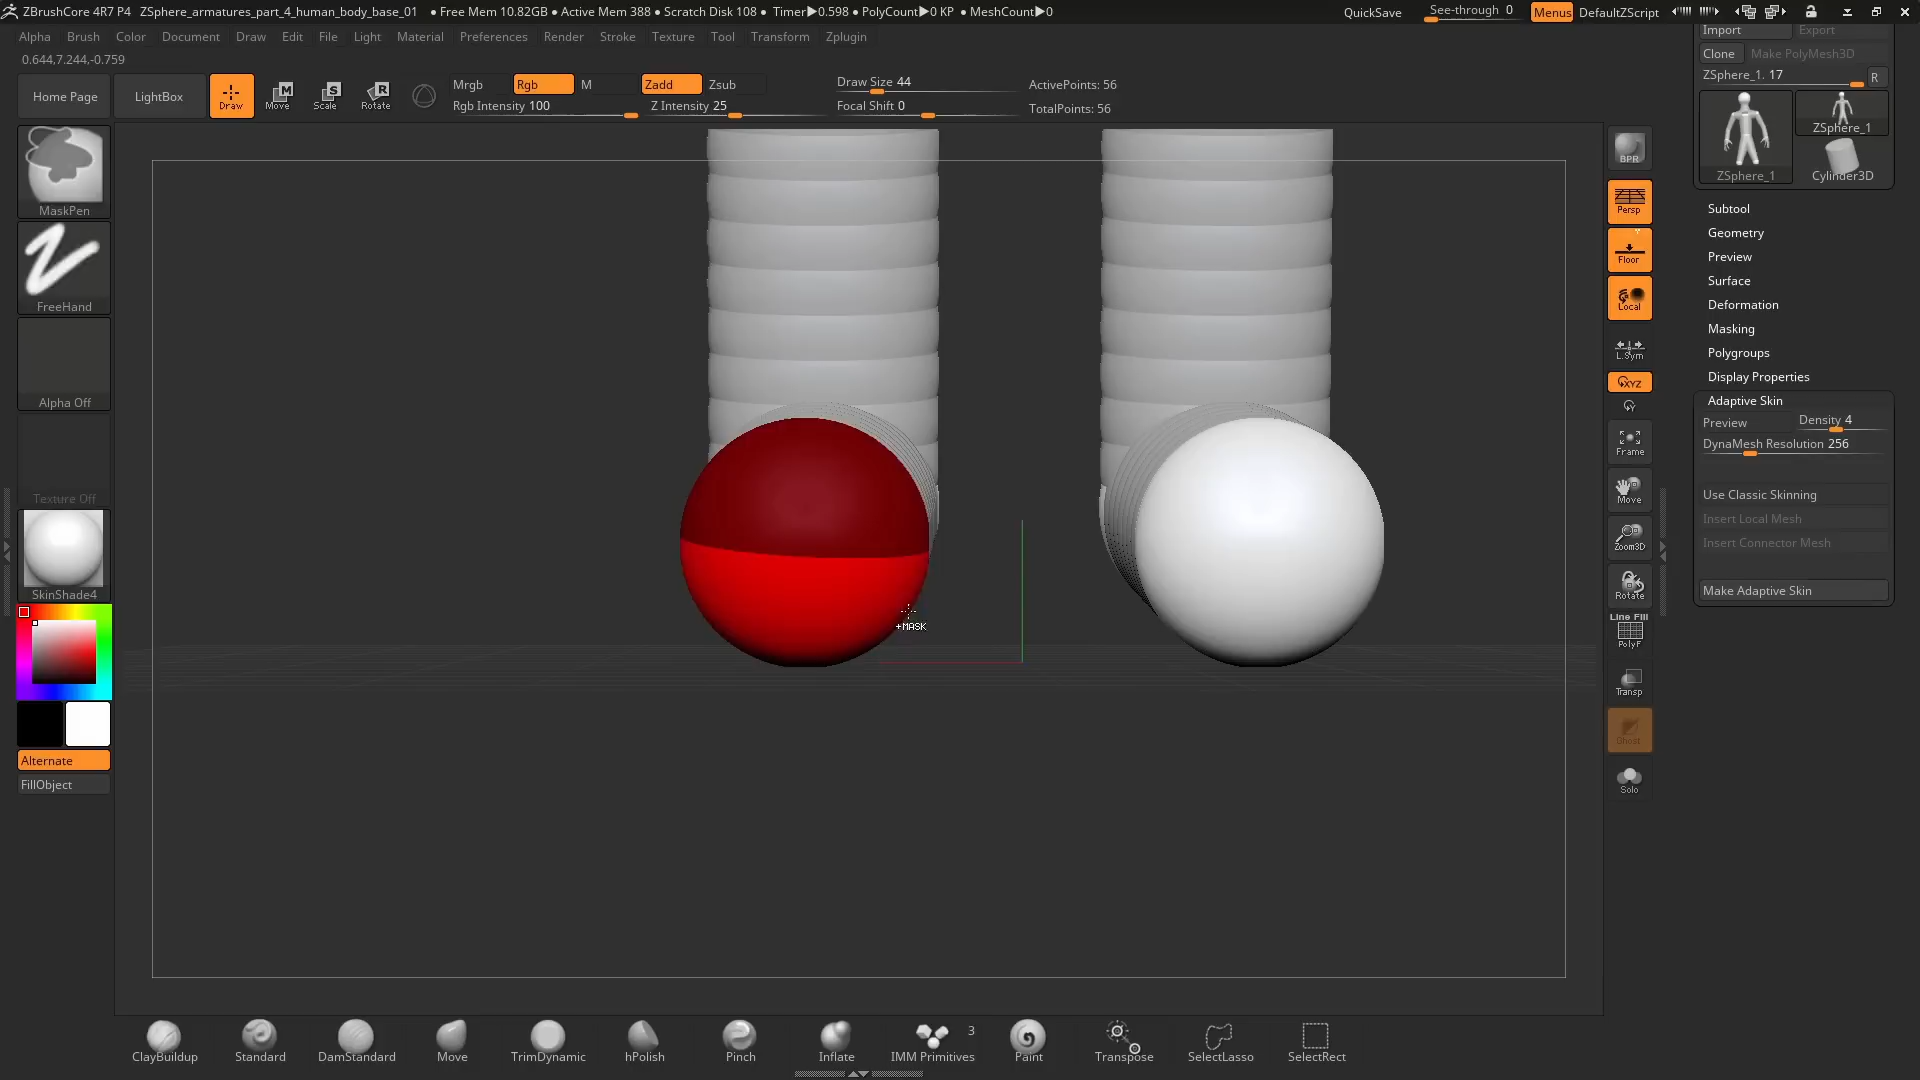 ZBrushCore 4R7 P4 ZSphere_armatures_part_4_human_body_base_01 • Free Mem 10.82GB • Active Mem 388 • Scratch Disk 108 • Timer▶0.598 • PolyCount▶0 KP • MeshCount▶0 QuickSave See-through 0 Menus DefaultZScript
Alpha Brush Color Document Draw Edit File Light Material Preferences Render Stroke Texture Tool Transform Zplugin
0.644,7.244,-0.759
Home Page LightBox Draw Move Scale Rotate
Mrgb Rgb M Zadd Zsub
Rgb Intensity 100 Z Intensity 25
Draw Size 44
Focal Shift 0
ActivePoints: 56
TotalPoints: 56
MaskPen
FreeHand
Alpha Off
Texture Off
SkinShade4
Alternate
FillObject
+MASK
BPR
Persp
Floor
Local
L.Sym
XYZ
Y
Frame
Move
Zoom3D
Rotate
Line Fill
PolyF
Transp
Ghost
Solo
Import Export
Clone Make PolyMesh3D
ZSphere_1. 17 R
ZSphere_1
ZSphere_1 Cylinder3D
Subtool
Geometry
Preview
Surface
Deformation
Masking
Polygroups
Display Properties
Adaptive Skin
Preview Density 4
DynaMesh Resolution 256
Use Classic Skinning
Insert Local Mesh
Insert Connector Mesh
Make Adaptive Skin
ClayBuildup Standard DamStandard Move TrimDynamic hPolish Pinch Inflate IMM Primitives 3 Paint Transpose SelectLasso SelectRect